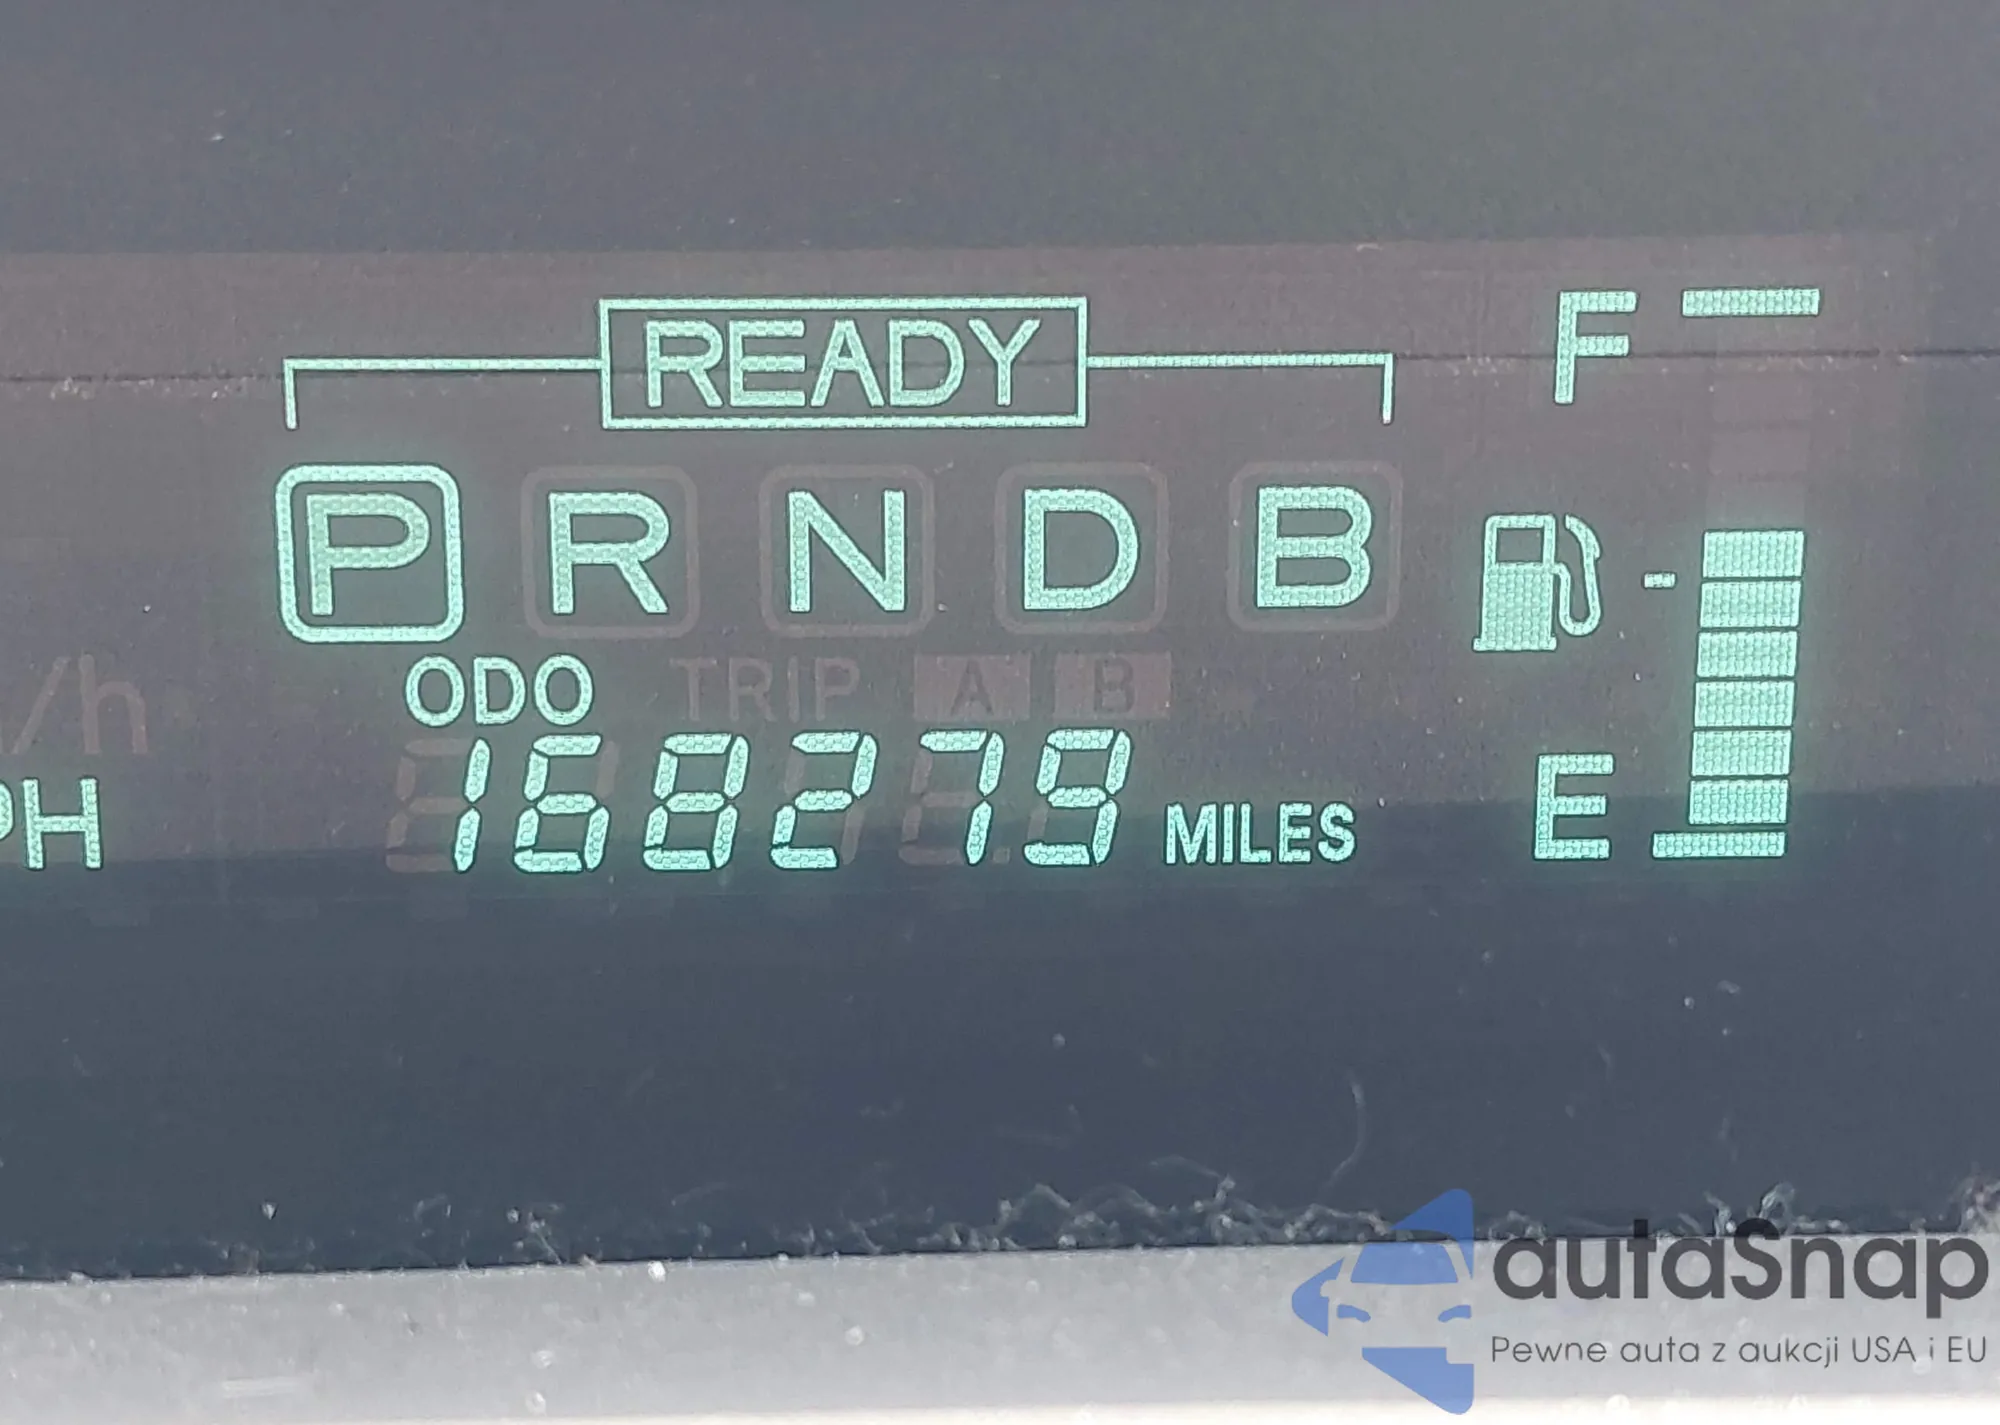 READY
F
P R N D B
ODO TRIP A B
/h
168279 MILES
PH
E
autaSnap
Pewne auta z aukcji USA i EU